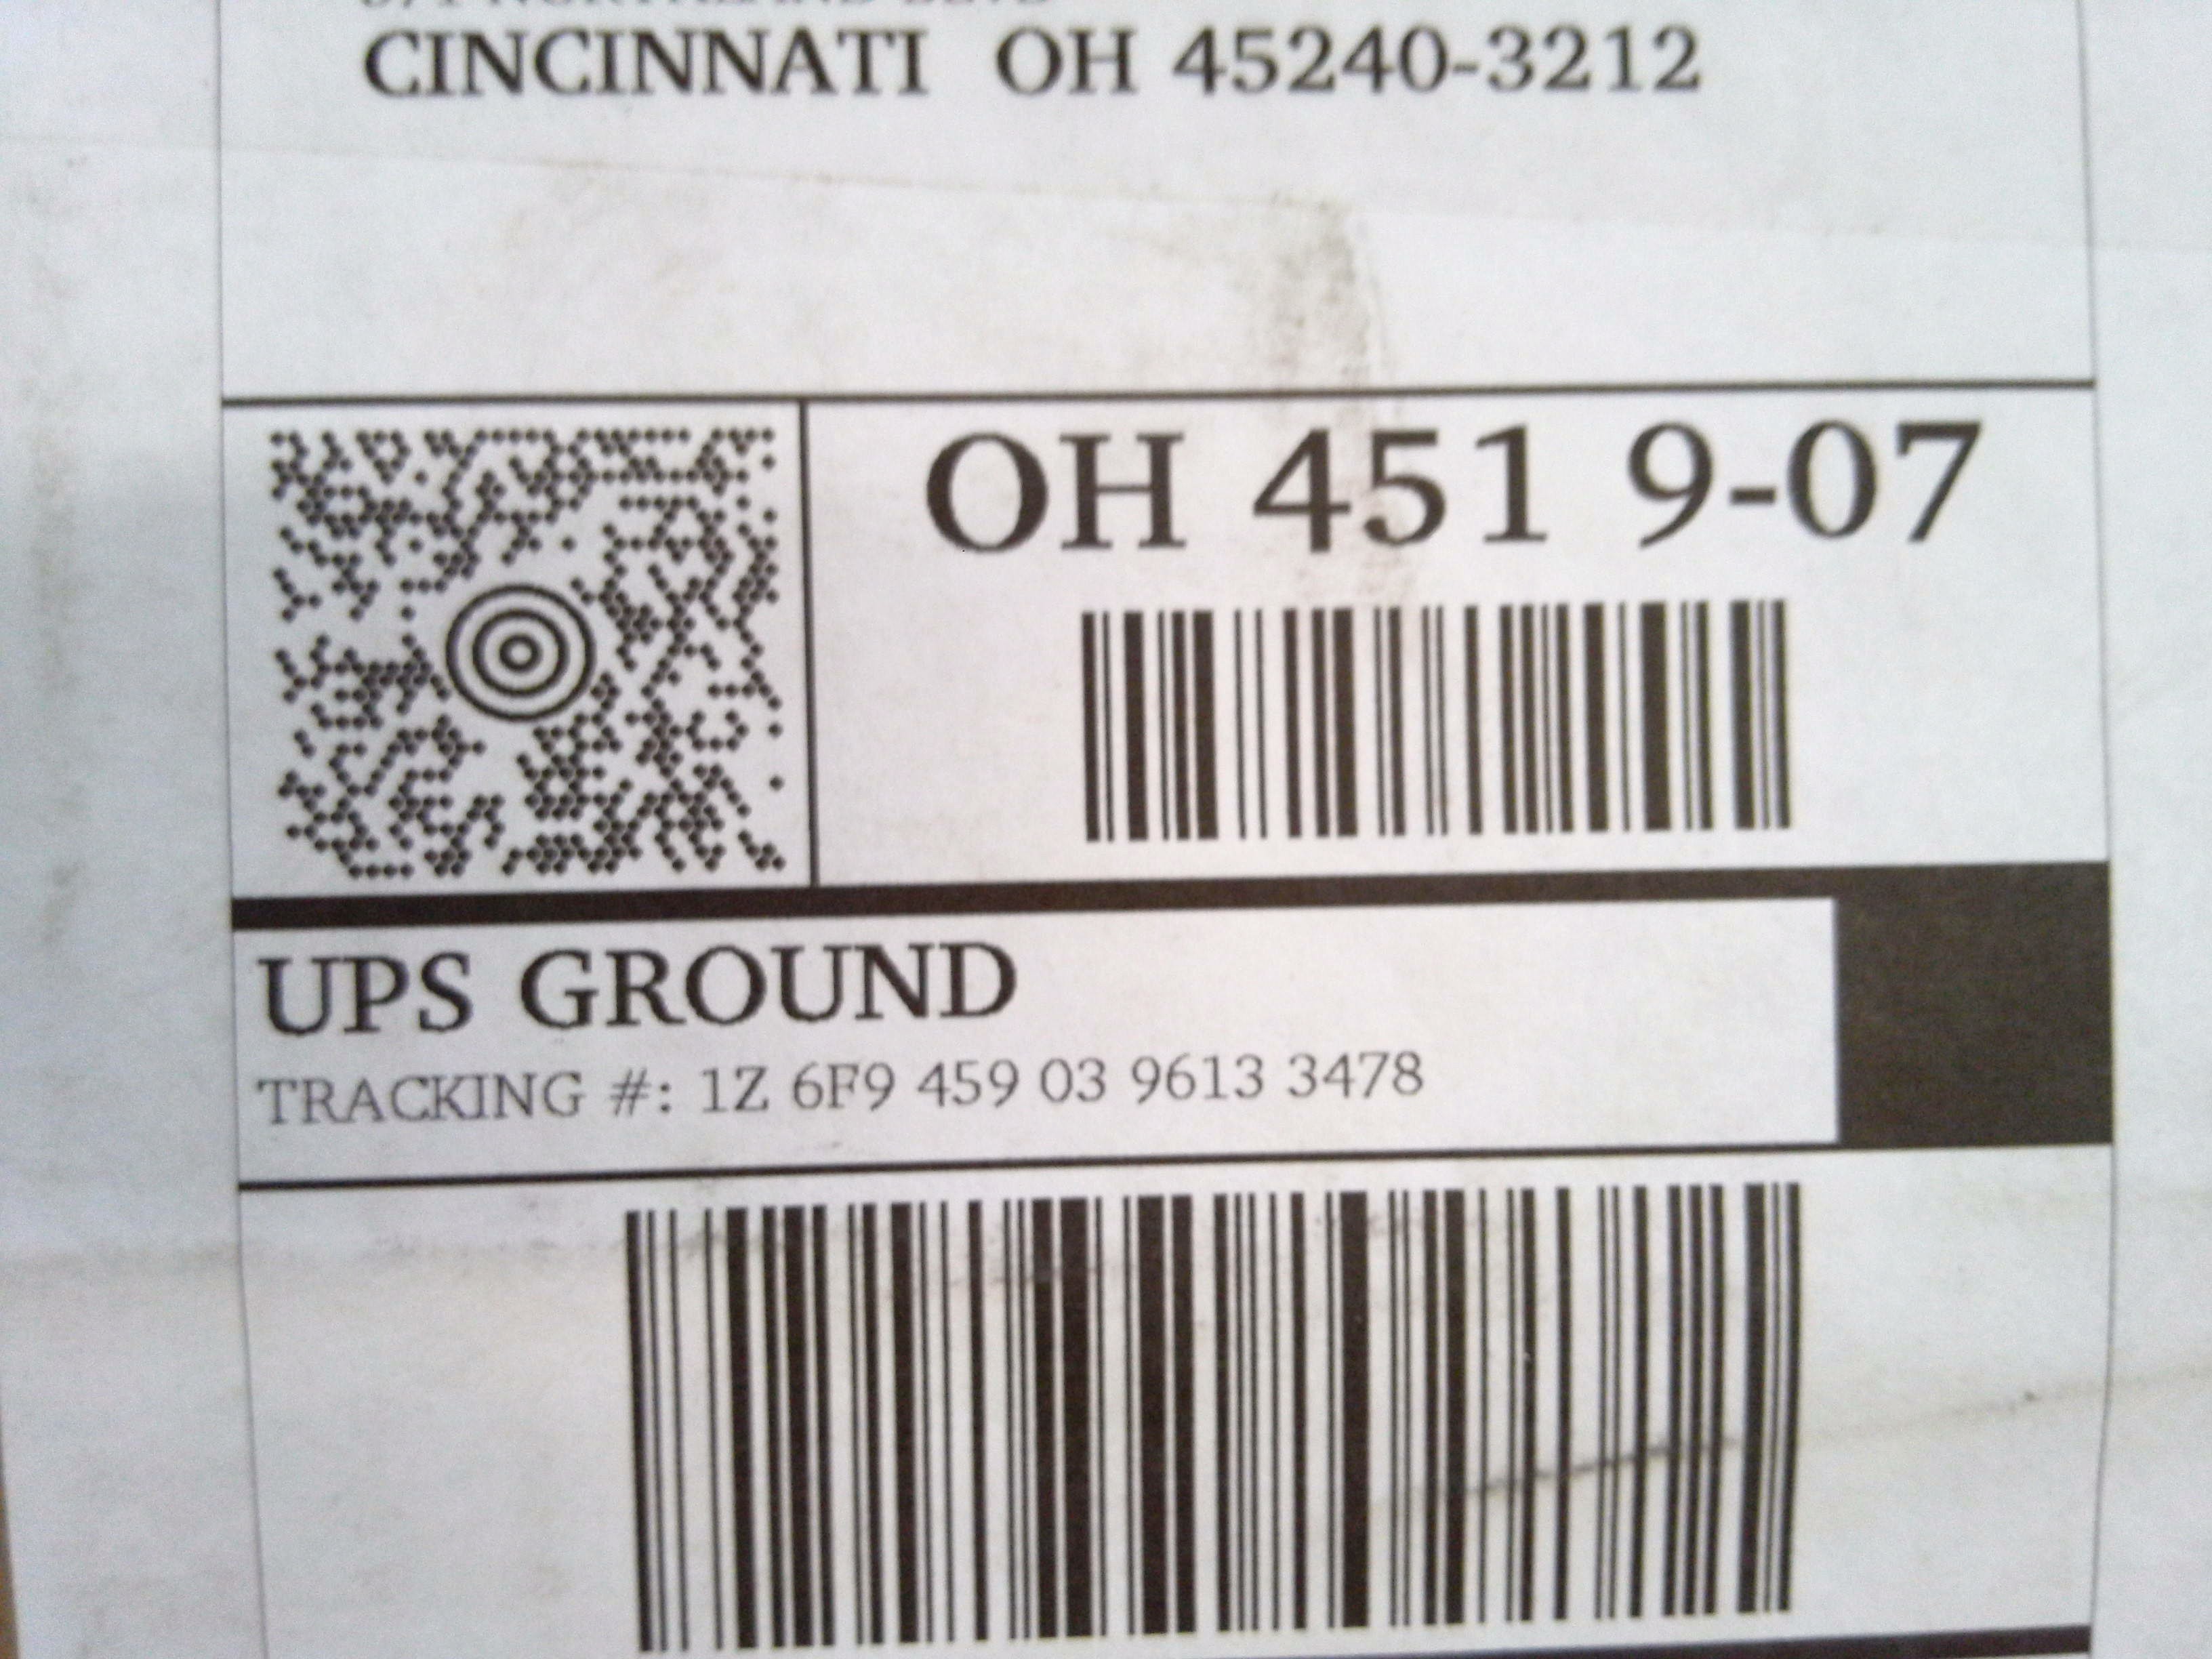 CINCINNATI OH 45240-3212
OH 451 9-07
UPS GROUND
TRACKING #: 1Z 6F9 459 03 9613 3478